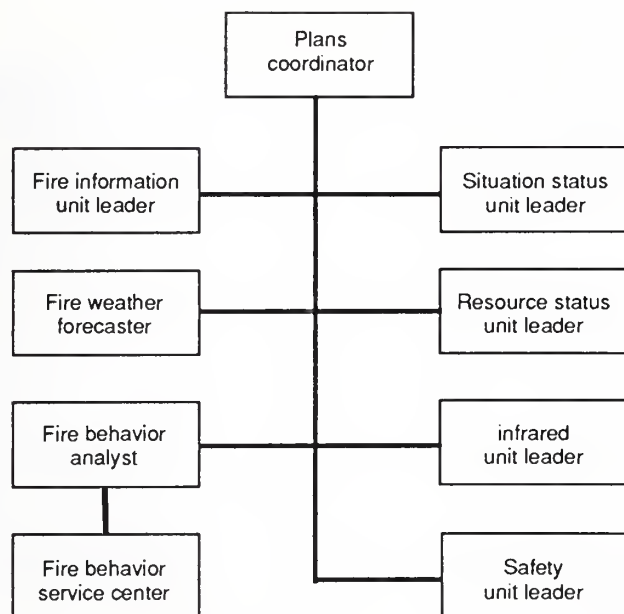 Plans
coordinator
Fire information
unit leader
Situation status
unit leader
Fire weather
forecaster
Resource status
unit leader
Fire behavior
analyst
infrared
unit leader
Fire behavior
service center
Safety
unit leader